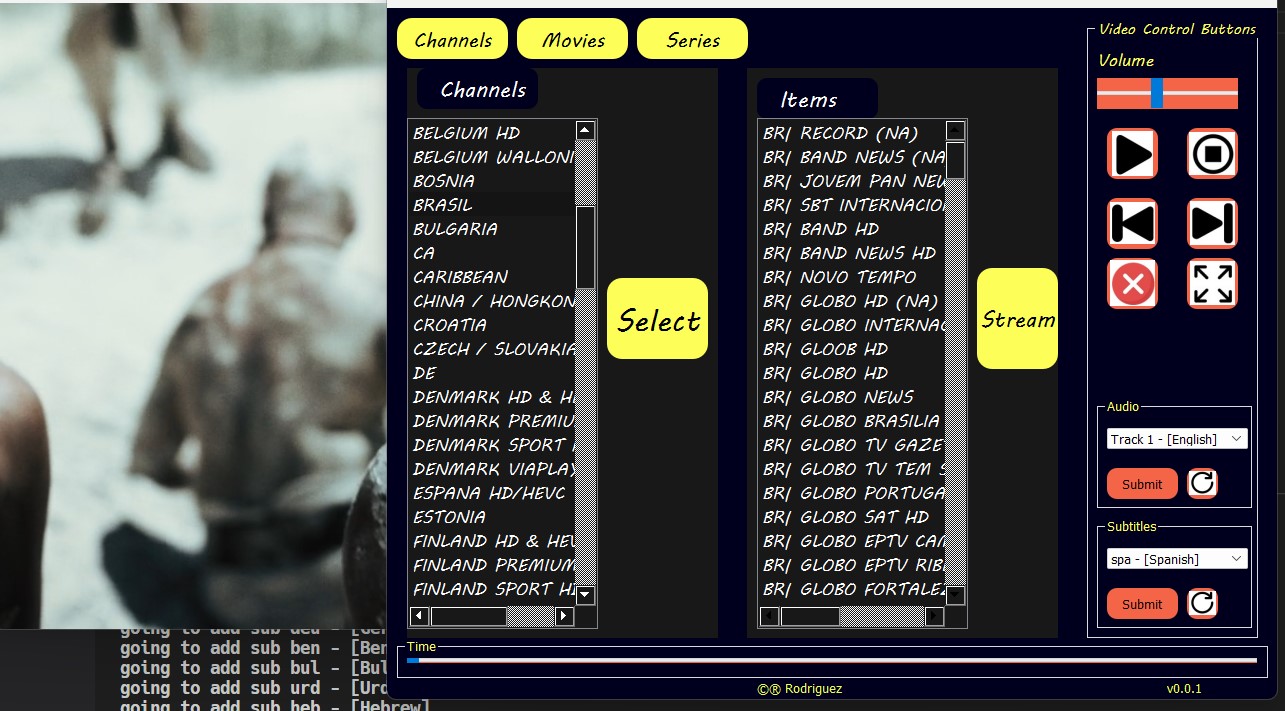 Channels
Movies
Series
Channels
BELGIUM HD
BELGIUM WALLONI
BOSNIA
BRASIL
BULGARIA
CA
CARIBBEAN
CHINA / HONGKON
CROATIA
CZECH / SLOVAKIA
DE
DENMARK HD & H
DENMARK PREMIU
DENMARK SPORT
DENMARK VIAPLAY
ESPANA HD/HEVC
ESTONIA
FINLAND HD & HEV
FINLAND PREMIUM
FINLAND SPORT HD
Select
Items
BR| RECORD (NA)
BR| BAND NEWS (NA
BR| JOVEM PAN NEW
BR| SBT INTERNACIO
BR| BAND HD
BR| BAND NEWS HD
BR| NOVO TEMPO
BR| GLOBO HD (NA)
BR| GLOBO INTERNAC
BR| GLOOB HD
BR| GLOBO HD
BR| GLOBO NEWS
BR| GLOBO BRASILIA
BR| GLOBO TV GAZE
BR| GLOBO TV TEM S
BR| GLOBO PORTUGA
BR| GLOBO SAT HD
BR| GLOBO EPTV CAM
BR| GLOBO EPTV RIB
BR| GLOBO FORTALEZ
Stream
Video Control Buttons
Volume
Audio
Track 1 - [English]
Submit
Subtitles
spa - [Spanish]
Submit
Time
©® Rodriguez
v0.0.1
going to add sub deu - [Ger
going to add sub ben - [Ben
going to add sub bul - [Bul
going to add sub urd - [Urd
going to add sub heb - [Hebrew]